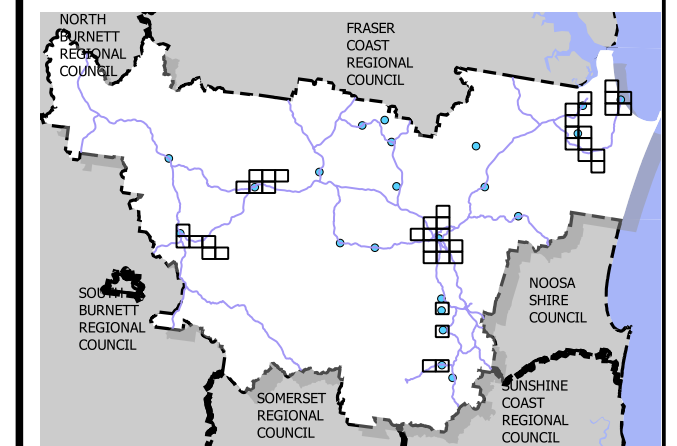 NORTH
BURNETT
REGIONAL
COUNCIL
FRASER
COAST
REGIONAL
COUNCIL
SOUTH
BURNETT
REGIONAL
COUNCIL
NOOSA
SHIRE
COUNCIL
SOMERSET
REGIONAL
COUNCIL
SUNSHINE
COAST
REGIONAL
COUNCIL